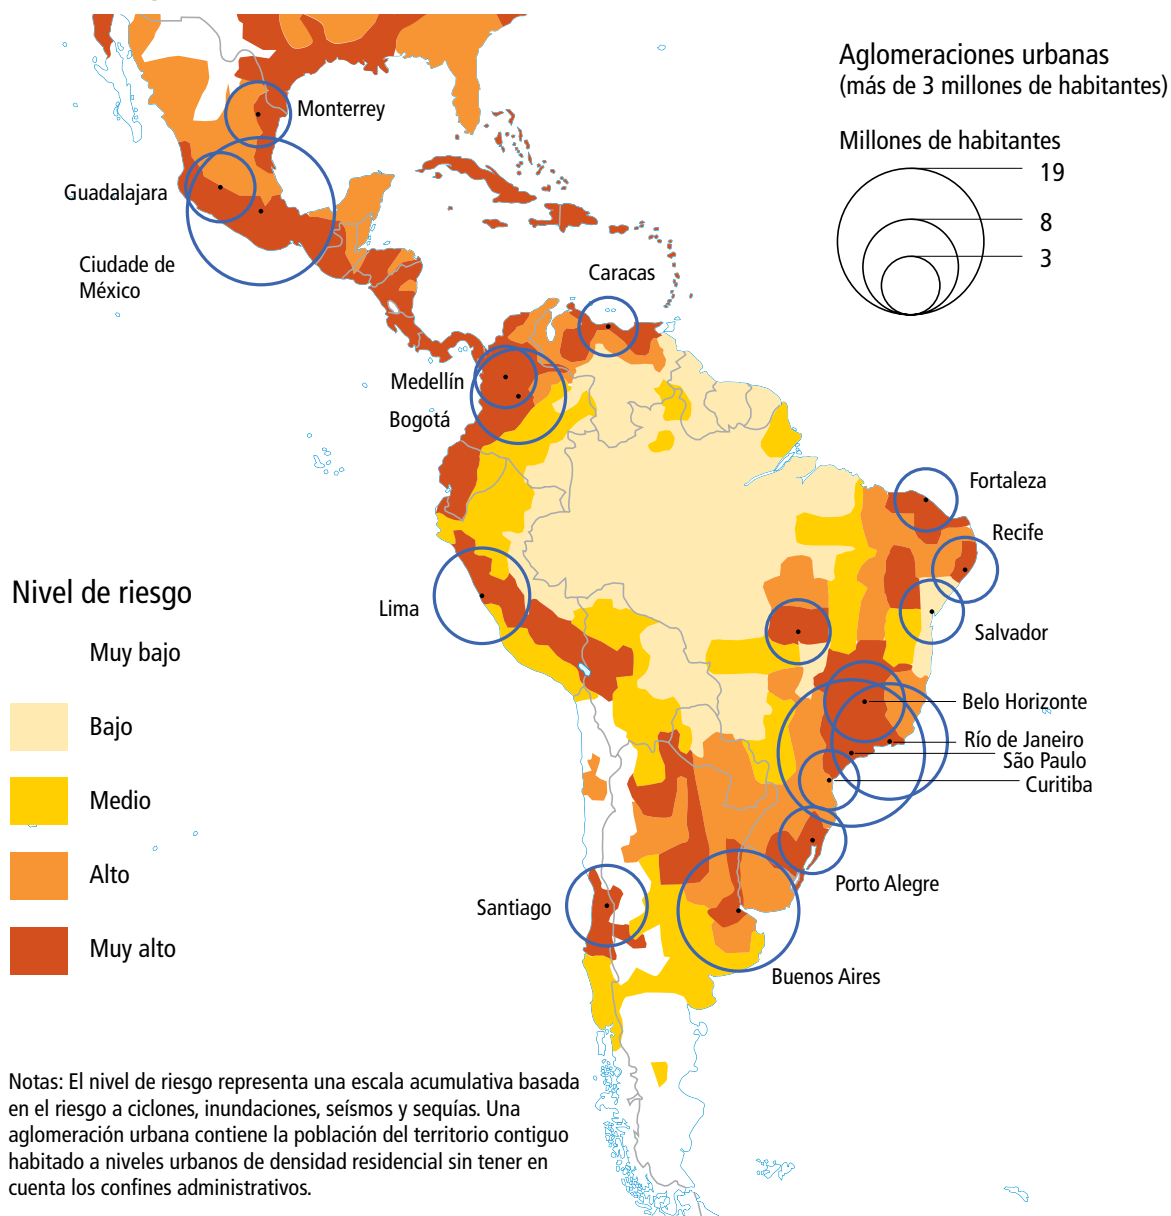 Aglomeraciones urbanas
(más de 3 millones de habitantes)
Millones de habitantes
19
8
3
Monterrey
Guadalajara
Ciudade de
México
Caracas
Medellín
Bogotá
Fortaleza
Recife
Lima
Salvador
Belo Horizonte
Río de Janeiro
São Paulo
Curitiba
Porto Alegre
Santiago
Buenos Aires
Nivel de riesgo
Muy bajo
Bajo
Medio
Alto
Muy alto
Notas: El nivel de riesgo representa una escala acumulativa basada
en el riesgo a ciclones, inundaciones, seísmos y sequías. Una
aglomeración urbana contiene la población del territorio contiguo
habitado a niveles urbanos de densidad residencial sin tener en
cuenta los confines administrativos.